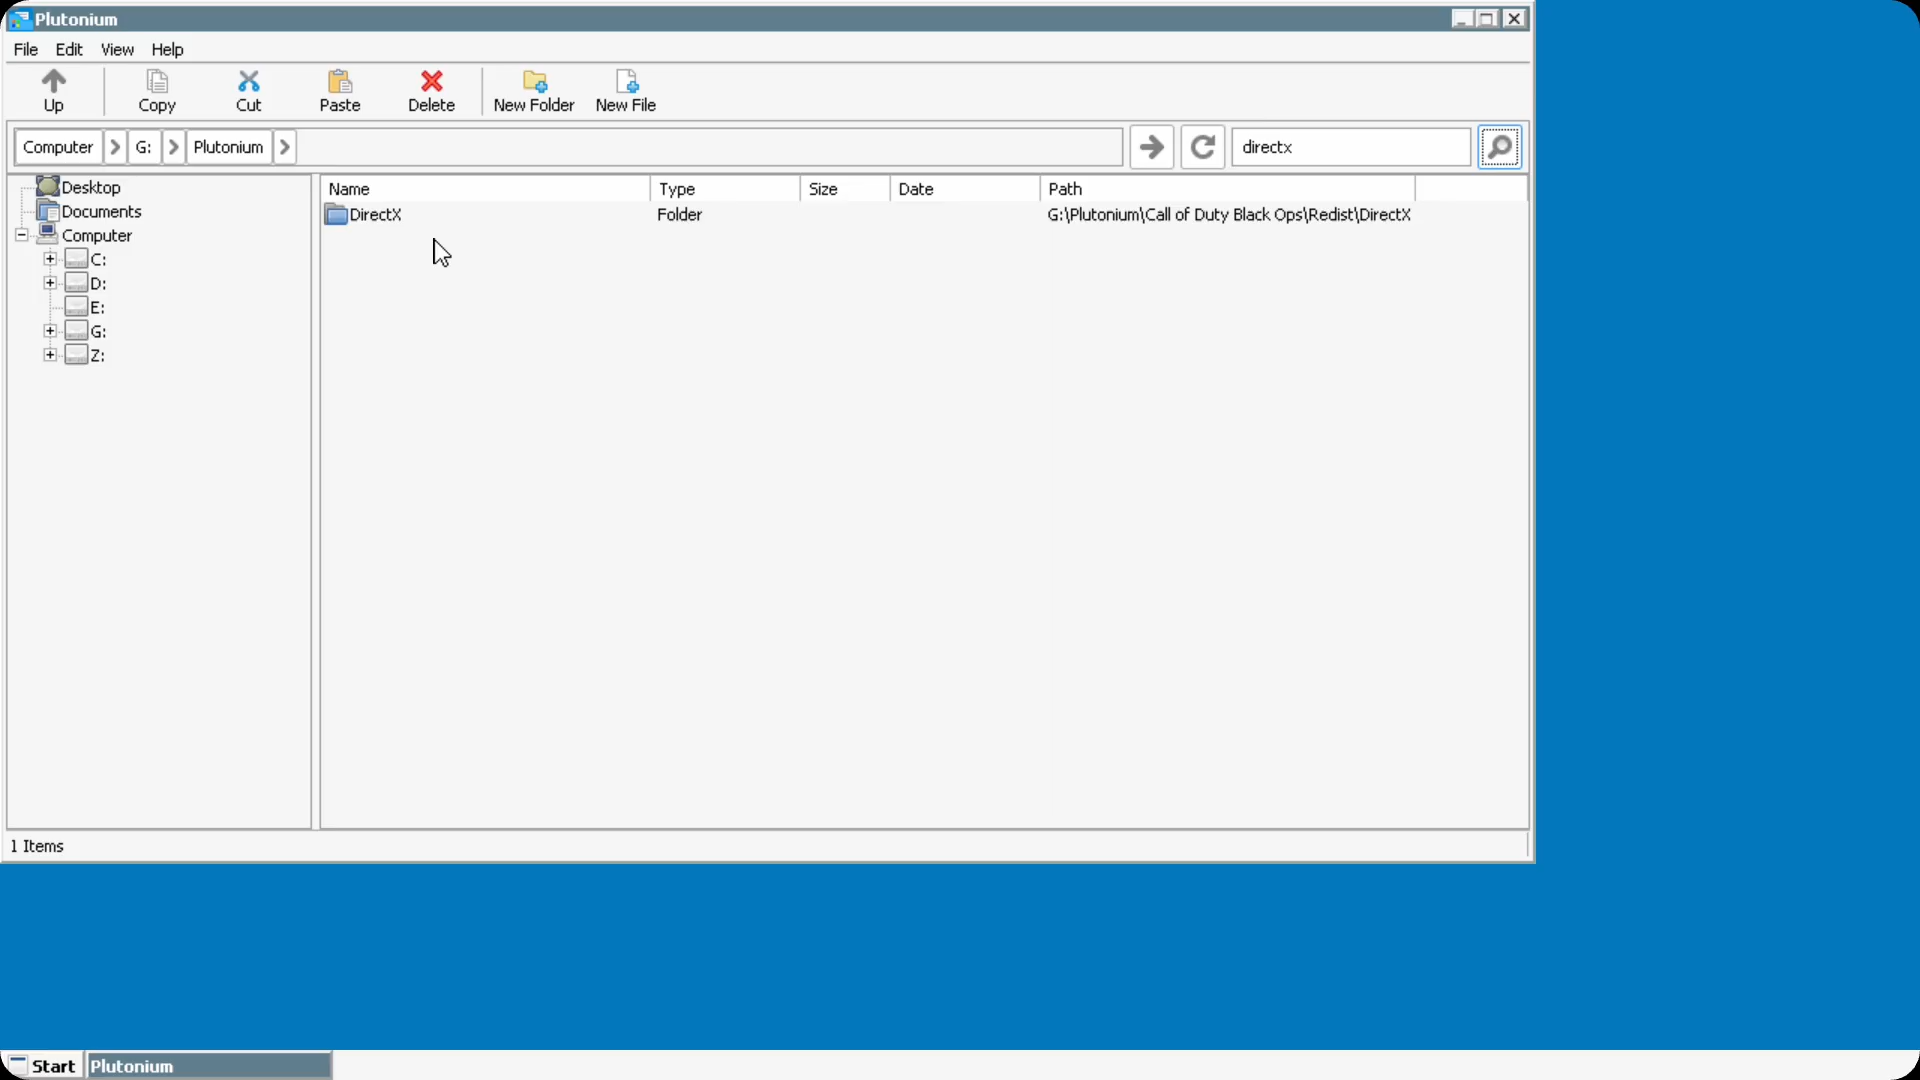 Plutonium
File Edit View Help
Up Copy Cut Paste Delete New Folder New File
Computer G: Plutonium directx
Desktop
Documents
Computer
C:
D:
E:
G:
Z:
Name Type Size Date Path
DirectX Folder G:\Plutonium\Call of Duty Black Ops\Redist\DirectX
1 Items
Start Plutonium